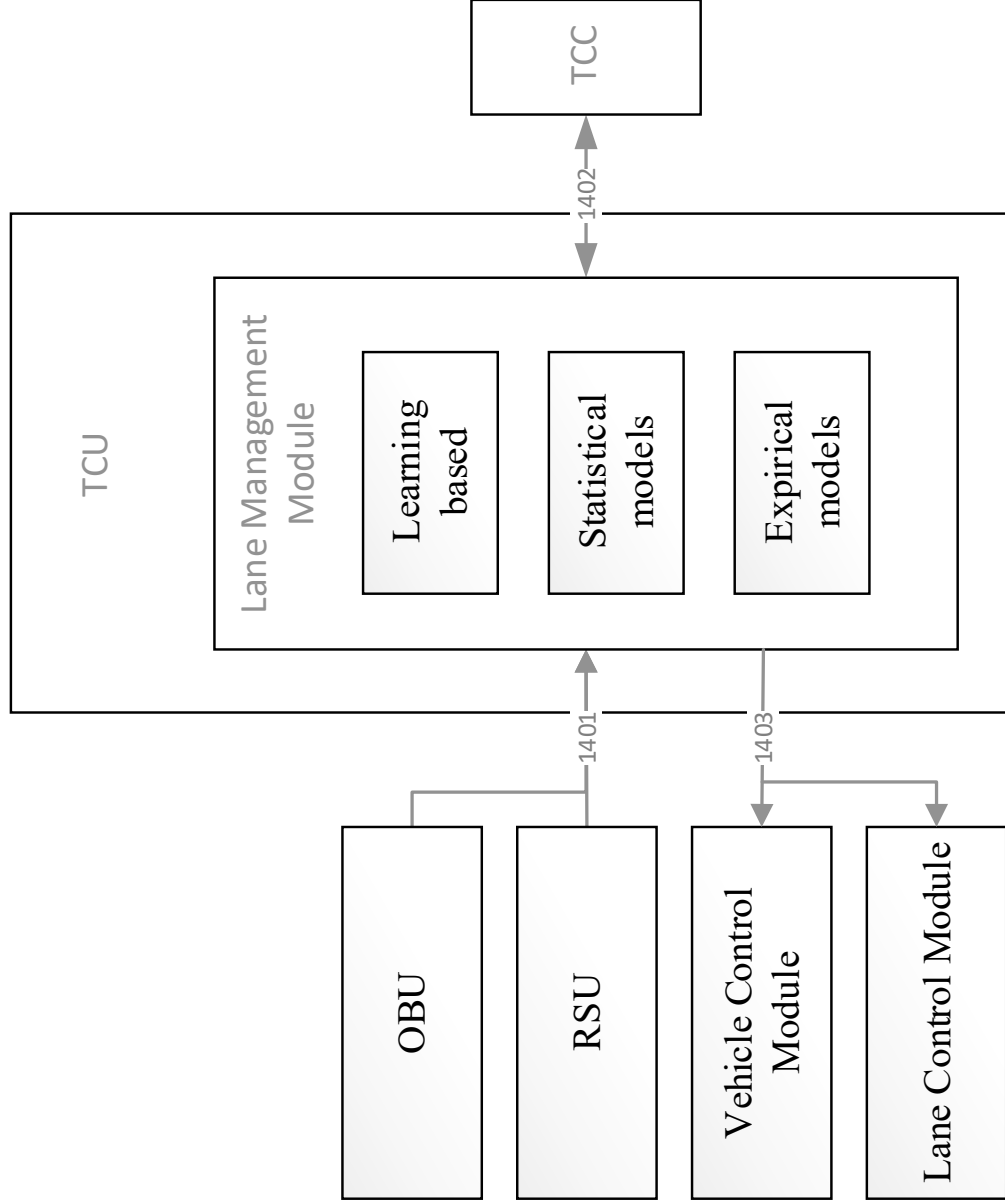 TCC
1402
TCU
Lane Management
Module
Learning
based
Statistical
models
Expirical
models
1401
1403
OBU
RSU
Vehicle Control
Module
Lane Control Module